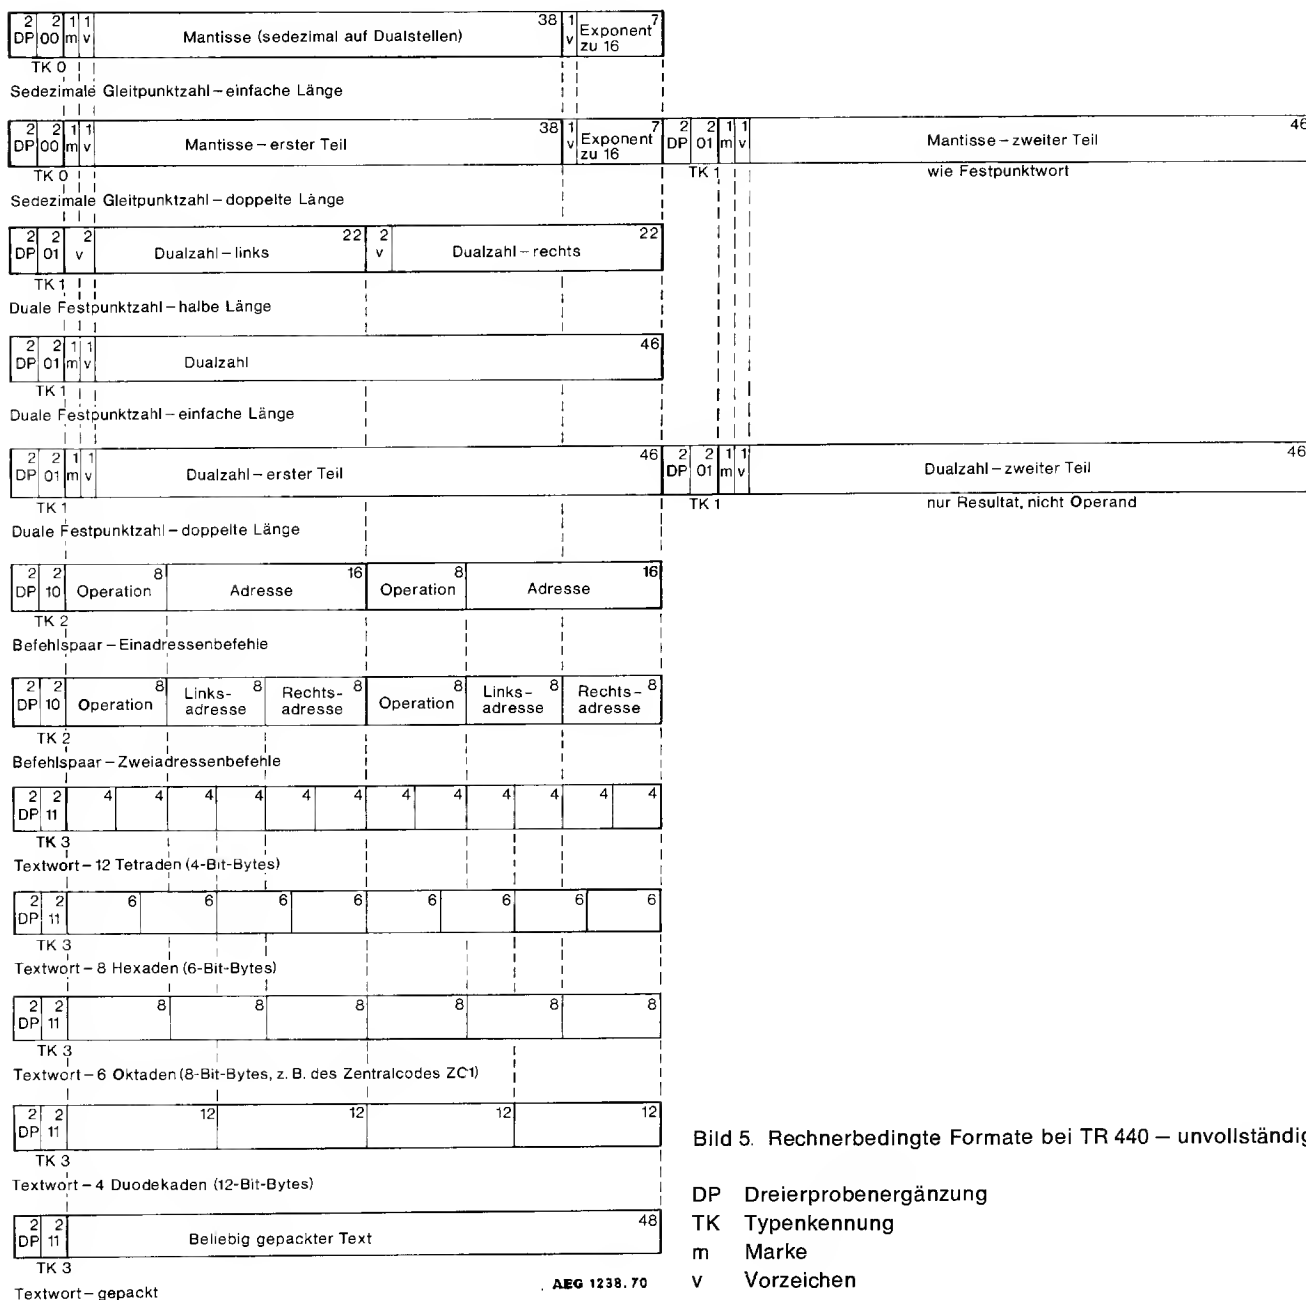 2 2 1 1 38 1 7
DP 00 m v Mantisse (sedezimal auf Dualstellen) v Exponent zu 16
TK 0
Sedezimale Gleitpunktzahl – einfache Länge
2 2 1 1 38 1 7 2 2 1 1 46
DP 00 m v Mantisse – erster Teil v Exponent zu 16 DP 01 m v Mantisse – zweiter Teil
TK 0 TK 1 wie Festpunktwort
Sedezimale Gleitpunktzahl – doppelte Länge
2 2 2 22 2 22
DP 01 v Dualzahl – links v Dualzahl – rechts
TK 1
Duale Festpunktzahl – halbe Länge
2 2 1 1 46
DP 01 m v Dualzahl
TK 1
Duale Festpunktzahl – einfache Länge
2 2 1 1 46 2 2 1 1 46
DP 01 m v Dualzahl – erster Teil DP 01 m v Dualzahl – zweiter Teil
TK 1 TK 1 nur Resultat, nicht Operand
Duale Festpunktzahl – doppelte Länge
2 2 8 16 8 16
DP 10 Operation Adresse Operation Adresse
TK 2
Befehlspaar – Einadressenbefehle
2 2 8 8 8 8 8 8
DP 10 Operation Links- adresse Rechts- adresse Operation Links- adresse Rechts- adresse
TK 2
Befehlspaar – Zweiadressenbefehle
2 2 4 4 4 4 4 4 4 4 4 4 4 4
DP 11
TK 3
Textwort – 12 Tetraden (4-Bit-Bytes)
2 2 6 6 6 6 6 6 6 6
DP 11
TK 3
Textwort – 8 Hexaden (6-Bit-Bytes)
2 2 8 8 8 8 8 8
DP 11
TK 3
Textwort – 6 Oktaden (8-Bit-Bytes, z. B. des Zentralcodes ZC1)
2 2 12 12 12 12
DP 11
TK 3
Textwort – 4 Duodekaden (12-Bit-Bytes)
2 2 48
DP 11 Beliebig gepackter Text
TK 3
Textwort – gepackt
AEG 1238.70
Bild 5. Rechnerbedingte Formate bei TR 440 – unvollständig
DP Dreierprobenergänzung
TK Typenkennung
m Marke
v Vorzeichen